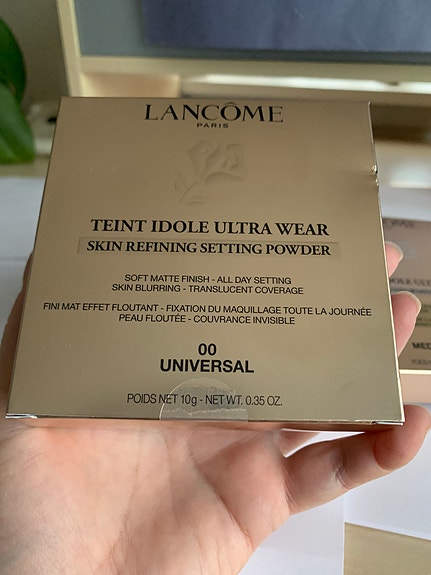 LANCÔME
PARIS
TEINT IDOLE ULTRA WEAR
SKIN REFINING SETTING POWDER
SOFT MATTE FINISH - ALL DAY SETTING
SKIN BLURRING - TRANSLUCENT COVERAGE
FINI MAT EFFET FLOUTANT - FIXATION DU MAQUILLAGE TOUTE LA JOURNÉE
PEAU FLOUTÉE - COUVRANCE INVISIBLE
00
UNIVERSAL
POIDS NET 10g - NET WT. 0.35 OZ.